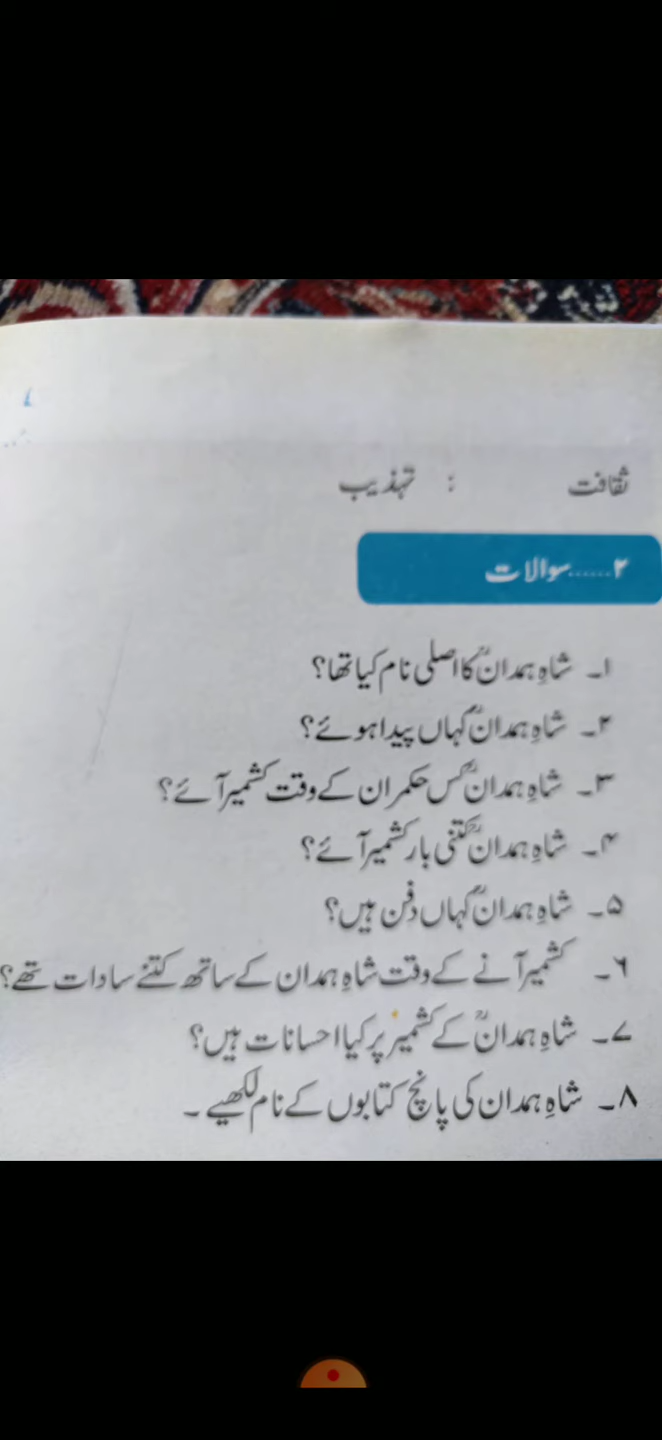 ثقافت : تہذیب
۲......سوالات
۱۔ شاہِ ہمدانؒ کا اصلی نام کیا تھا؟
۲۔ شاہِ ہمدانؒ کہاں پیدا ہوئے؟
۳۔ شاہِ ہمدانؒ کس حکمران کے وقت کشمیر آئے؟
۴۔ شاہِ ہمدانؒ کتنی بار کشمیر آئے؟
۵۔ شاہِ ہمدانؒ کہاں دفن ہیں؟
۶۔ کشمیر آنے کے وقت شاہِ ہمدان کے ساتھ کتنے سادات تھے؟
۷۔ شاہِ ہمدانؒ کے کشمیر پر کیا احسانات ہیں؟
۸۔ شاہِ ہمدان کی پانچ کتابوں کے نام لکھیے۔